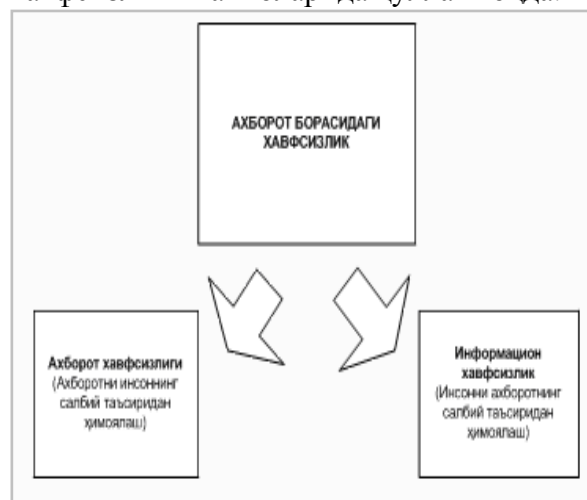 АХБОРОТ БОРАСИДАГИ
ХАВФСИЗЛИК
Ахборот хавфсизлиги
(Ахборотни инсоннинг
салбий таъсиридан
ҳимоялаш)
Информацион
хавфсизлик
(Инсонни ахборотнинг
салбий таъсиридан
ҳимоялаш)